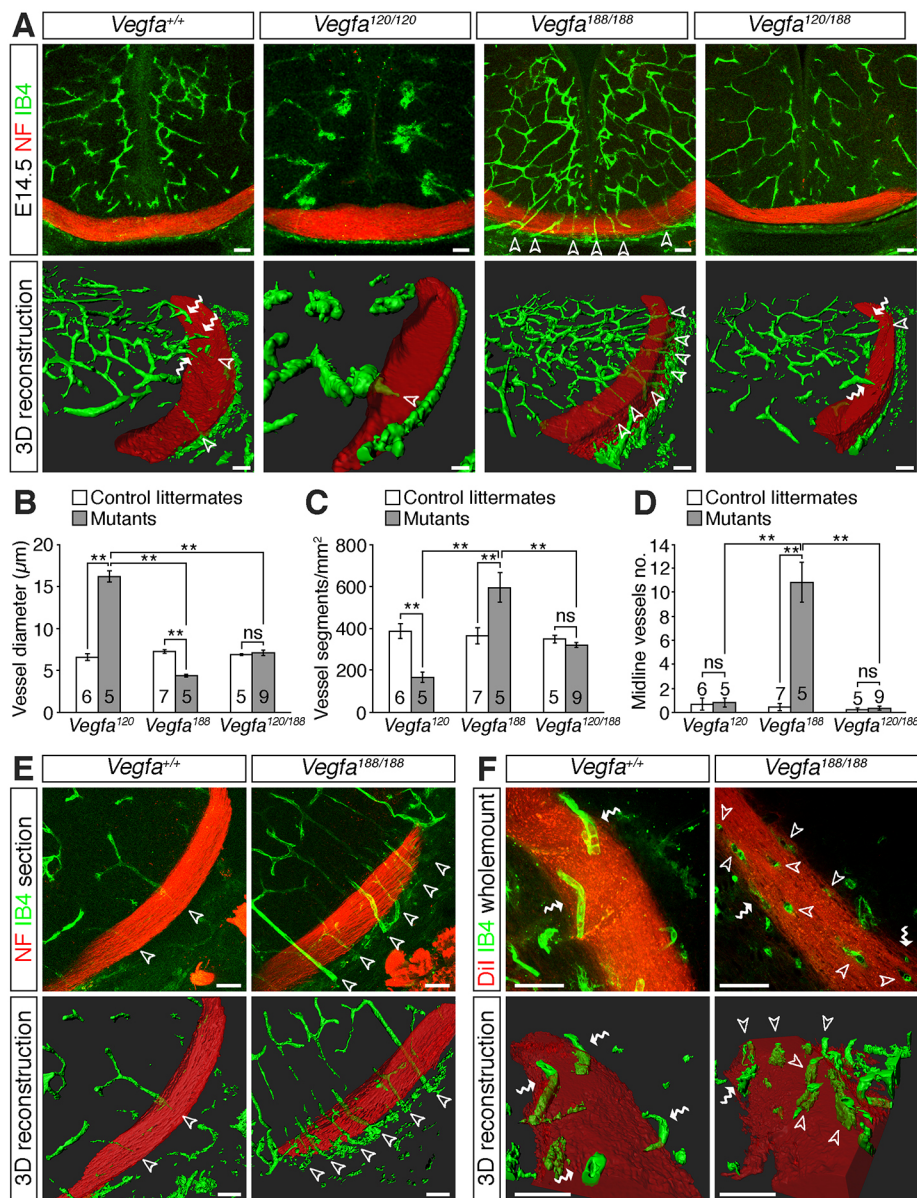 A
Vegfa+/+
Vegfa120/120
Vegfa188/188
Vegfa120/188
E14.5 NF IB4
3D reconstruction
B
Control littermates
Mutants
Vessel diameter (µm)
20
15
10
5
0
**
**
**
**
ns
6
5
7
5
5
9
Vegfa120
Vegfa188
Vegfa120/188
C
Control littermates
Mutants
Vessel segments/mm2
800
600
400
200
0
**
**
**
**
ns
6
5
7
5
5
9
Vegfa120
Vegfa188
Vegfa120/188
D
Control littermates
Mutants
Midline vessels no.
14
12
10
8
6
4
2
0
**
**
**
ns
ns
6
5
7
5
5
9
Vegfa120
Vegfa188
Vegfa120/188
E
Vegfa+/+
Vegfa188/188
NF IB4 section
3D reconstruction
F
Vegfa+/+
Vegfa188/188
DiI IB4 wholemount
3D reconstruction